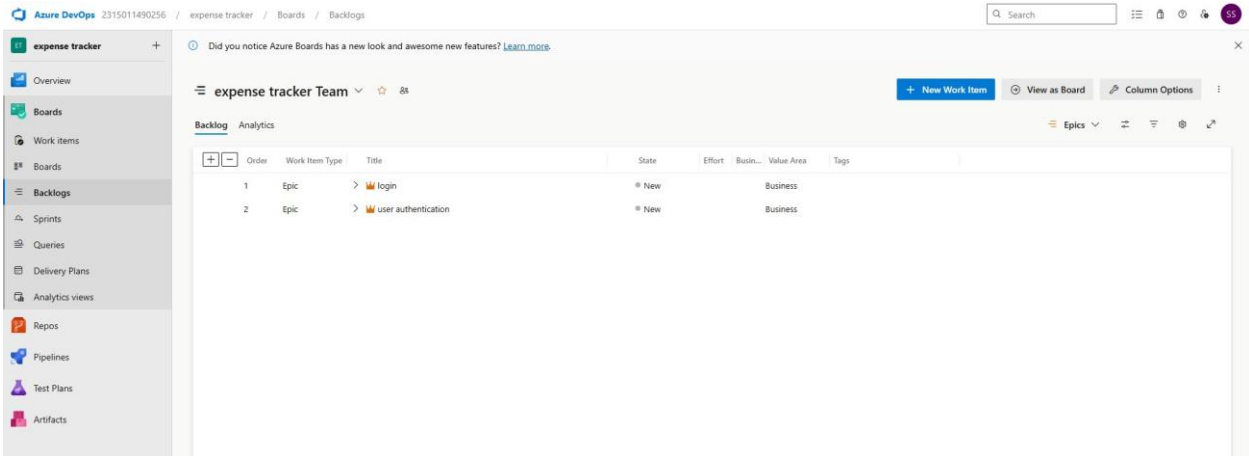 Azure DevOps 2315011490256 / expense tracker / Boards / Backlogs Search SS
ET expense tracker +
Did you notice Azure Boards has a new look and awesome new features? Learn more.
Overview
Boards
Work items
Boards
Backlogs
Sprints
Queries
Delivery Plans
Analytics views
Repos
Pipelines
Test Plans
Artifacts
expense tracker Team
+ New Work Item View as Board Column Options
Backlog Analytics
Epics
+ - Order Work Item Type Title State Effort Busin... Value Area Tags
1 Epic > login New Business
2 Epic > user authentication New Business